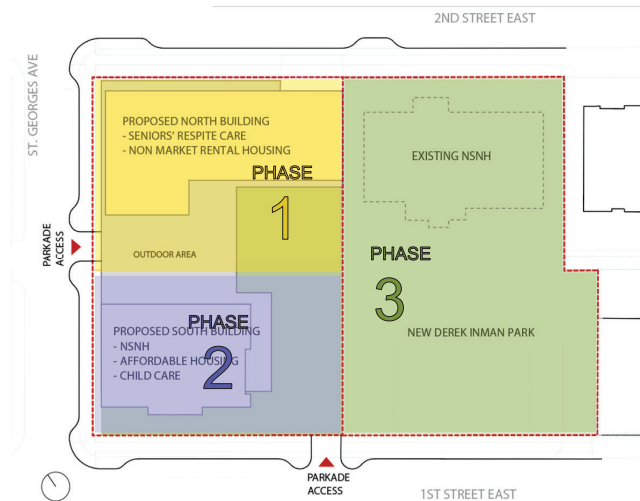 2ND STREET EAST
ST. GEORGES AVE
PROPOSED NORTH BUILDING
- SENIORS' RESPITE CARE
- NON MARKET RENTAL HOUSING
EXISTING NSNH
PHASE
1
PARKADE
ACCESS
OUTDOOR AREA
PHASE
3
PROPOSED SOUTH BUILDING
- NSNH
- AFFORDABLE HOUSING
- CHILD CARE
PHASE
2
NEW DEREK INMAN PARK
PARKADE
ACCESS
1ST STREET EAST